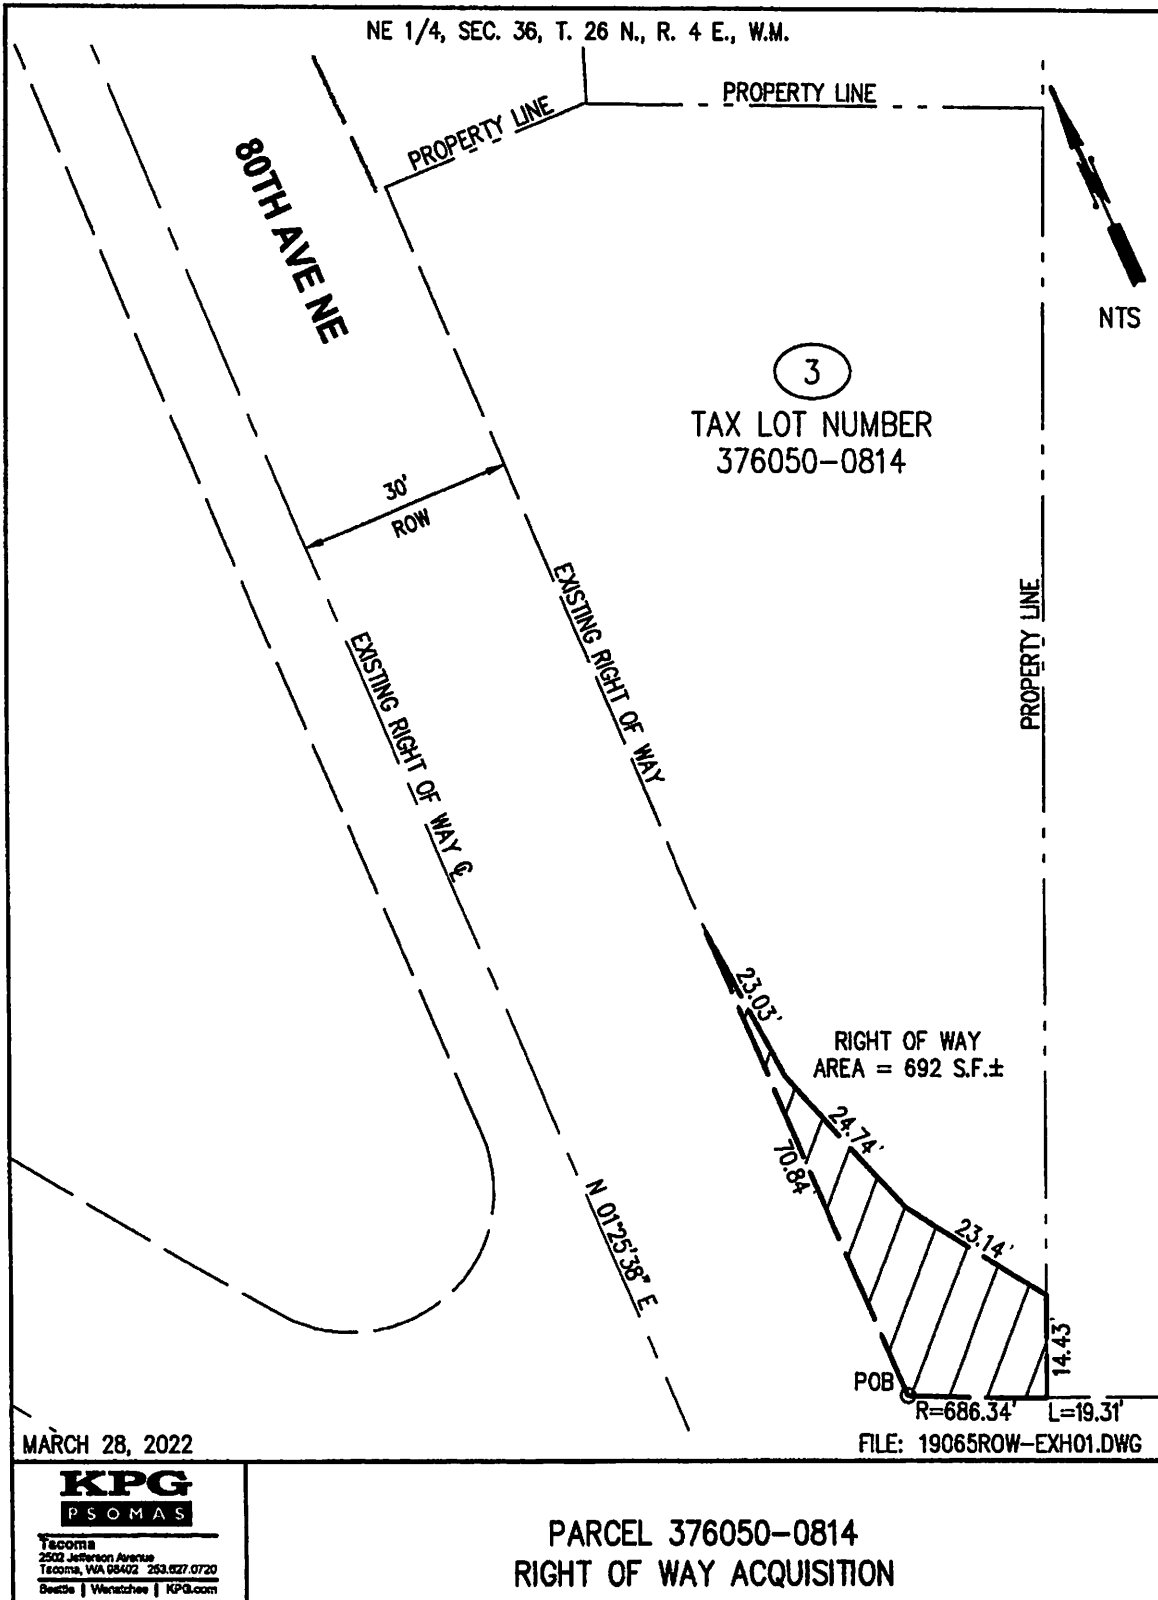 NE 1/4, SEC. 36, T. 26 N., R. 4 E., W.M.
PROPERTY LINE
PROPERTY LINE
80TH AVE NE
NTS
3
TAX LOT NUMBER
376050-0814
30'
ROW
EXISTING RIGHT OF WAY
PROPERTY LINE
EXISTING RIGHT OF WAY ℄
23.03'
RIGHT OF WAY
AREA = 692 S.F.±
24.74'
70.84'
N 01°25'38" E
23.14'
14.43'
POB
R=686.34' L=19.31'
MARCH 28, 2022
FILE: 19065ROW-EXH01.DWG
KPG
PSOMAS
Tacoma
2502 Jefferson Avenue
Tacoma, WA 98402 253.627.0720
Seattle | Wenatchee | KPG.com
PARCEL 376050-0814
RIGHT OF WAY ACQUISITION